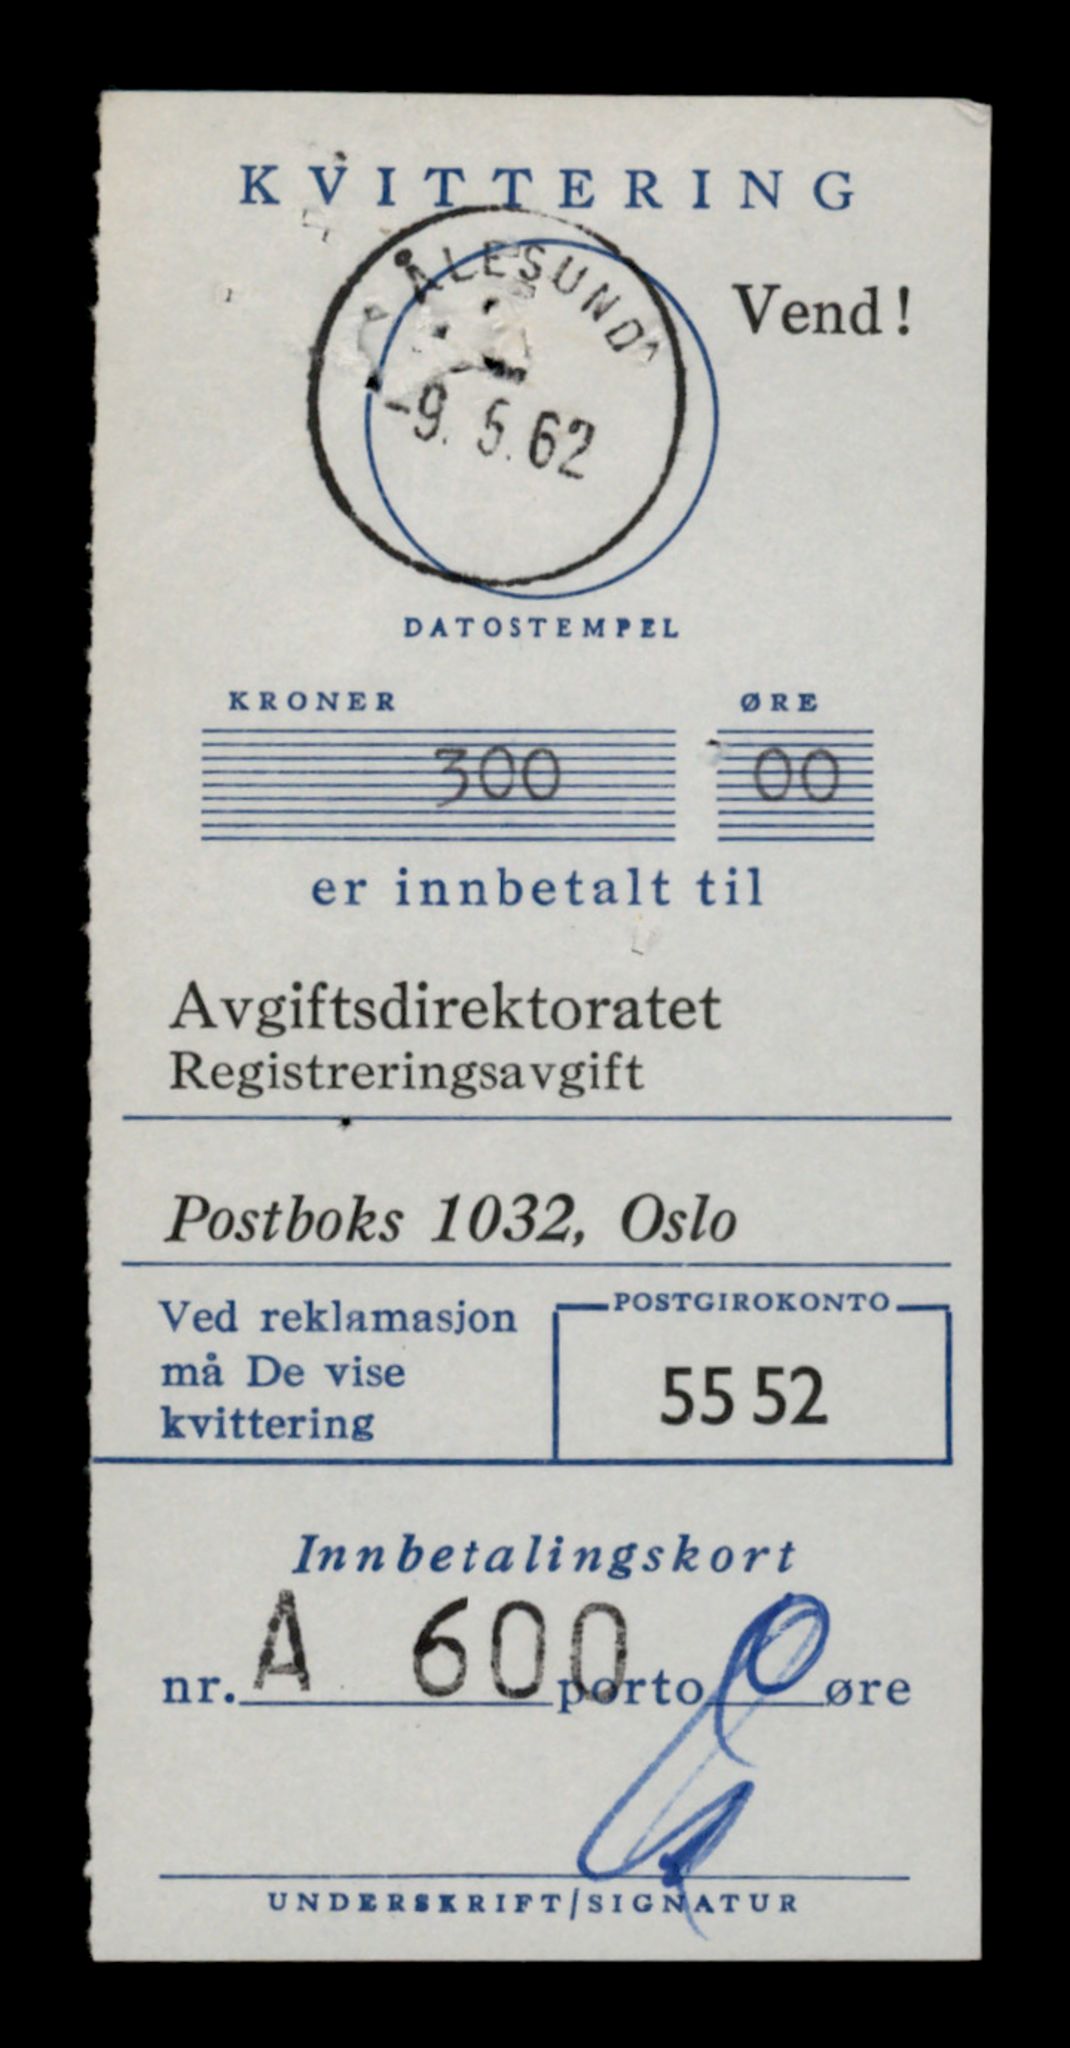 KVITTERING
ÅLESUND
Vend!
-9. 5. 62
DATOSTEMPEL
KRONER ØRE
300 00
er innbetalt til
Avgiftsdirektoratet
Registreringsavgift
Postboks 1032, Oslo
Ved reklamasjon
må De vise
kvittering
POSTGIROKONTO
55 52
Innbetalingskort
nr. A 600 porto øre
UNDERSKRIFT/SIGNATUR